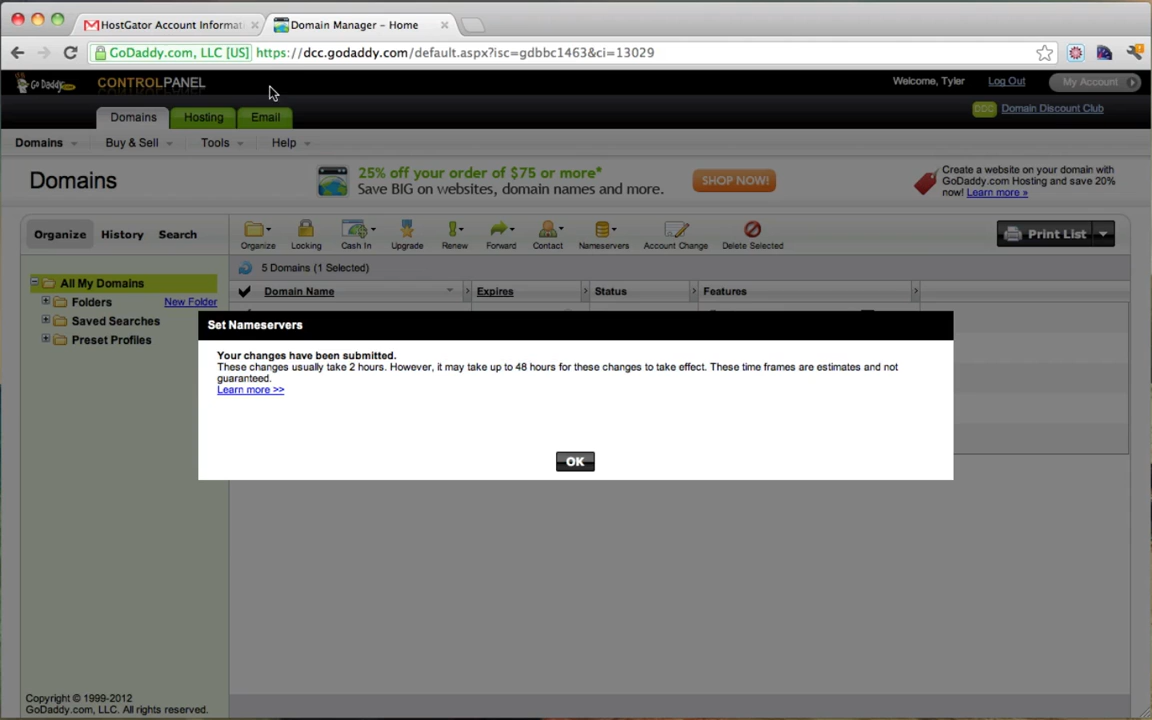 HostGator Account Informat
Domain Manager - Home
GoDaddy.com, LLC [US] https://dcc.godaddy.com/default.aspx?isc=gdbbc1463&ci=13029
Go Daddy.com CONTROLPANEL
Welcome, Tyler
Log Out
My Account
Domains
Hosting
Email
DDC Domain Discount Club
Domains
Buy & Sell
Tools
Help
Domains
25% off your order of $75 or more*
Save BIG on websites, domain names and more.
SHOP NOW!
Create a website on your domain with
GoDaddy.com Hosting and save 20%
now! Learn more »
Organize
History
Search
Organize
Locking
Cash In
Upgrade
Renew
Forward
Contact
Nameservers
Account Change
Delete Selected
Print List
All My Domains
Folders
New Folder
Saved Searches
Preset Profiles
5 Domains (1 Selected)
Domain Name
Expires
Status
Features
Set Nameservers
Your changes have been submitted.
These changes usually take 2 hours. However, it may take up to 48 hours for these changes to take effect. These time frames are estimates and not
guaranteed.
Learn more >>
OK
Copyright © 1999-2012
GoDaddy.com, LLC. All rights reserved.